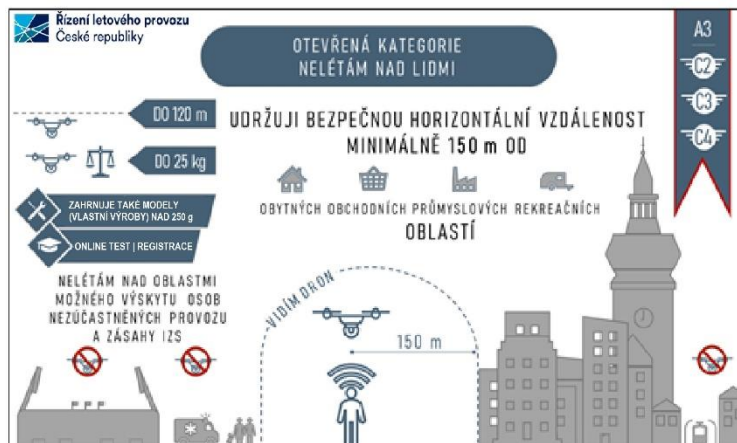 Řízení letového provozu
České republiky
OTEVŘENÁ KATEGORIE
NELÉTÁM NAD LIDMI
A3
C2
C3
C4
DO 120 m
DO 25 kg
ZAHRNUJE TAKÉ MODELY
(VLASTNÍ VÝROBY) NAD 250 g
ONLINE TEST | REGISTRACE
UDRŽUJI BEZPEČNOU HORIZONTÁLNÍ VZDÁLENOST
MINIMÁLNĚ 150 m OD
OBYTNÝCH OBCHODNÍCH PRŮMYSLOVÝCH REKREAČNÍCH
OBLASTÍ
NELÉTÁM NAD OBLASTMI
MOŽNÉHO VÝSKYTU OSOB
NEZÚČASTNĚNÝCH PROVOZU
A ZÁSAHY IZS
VIDÍM DRON
150 m